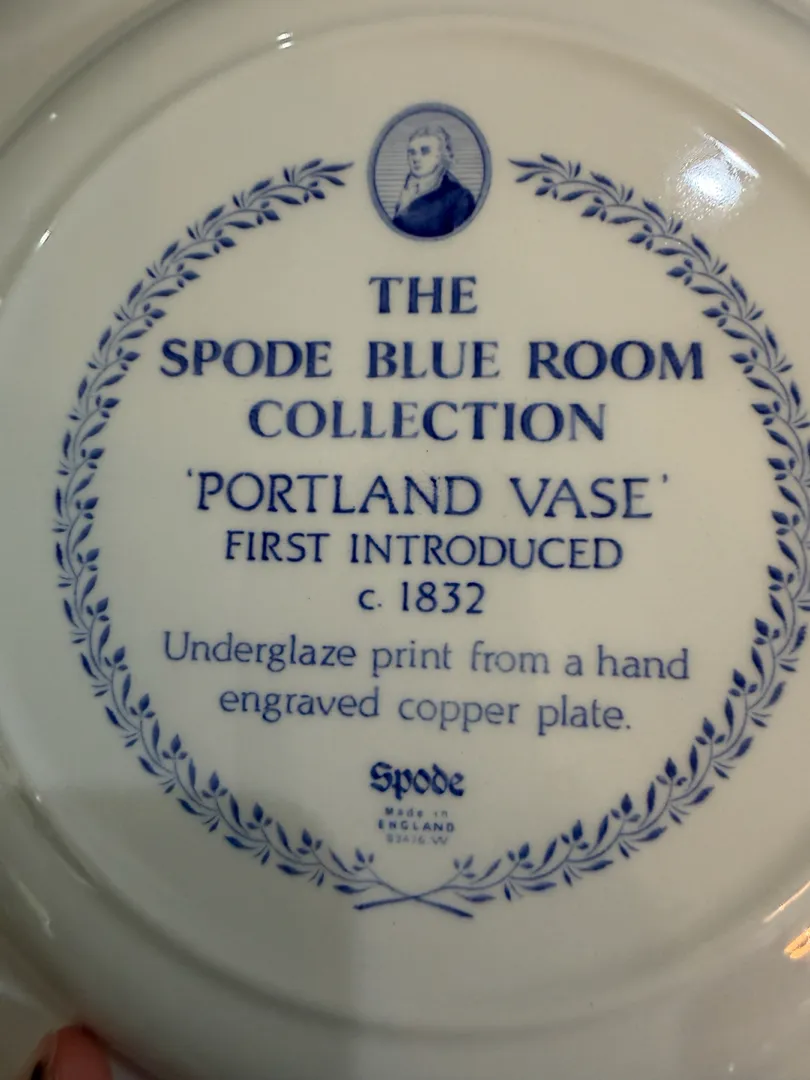 THE
SPODE BLUE ROOM
COLLECTION
‘PORTLAND VASE’
FIRST INTRODUCED
c. 1832
Underglaze print from a hand
engraved copper plate.
Spode
Made in
ENGLAND